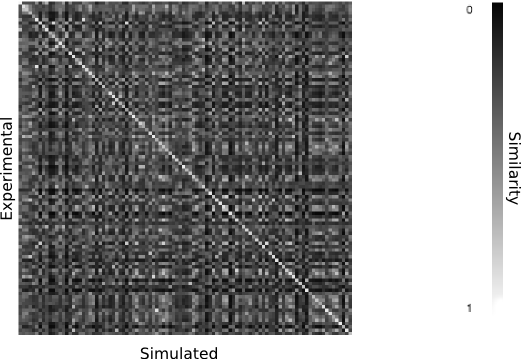 Experimental
Simulated
0
Similarity
1